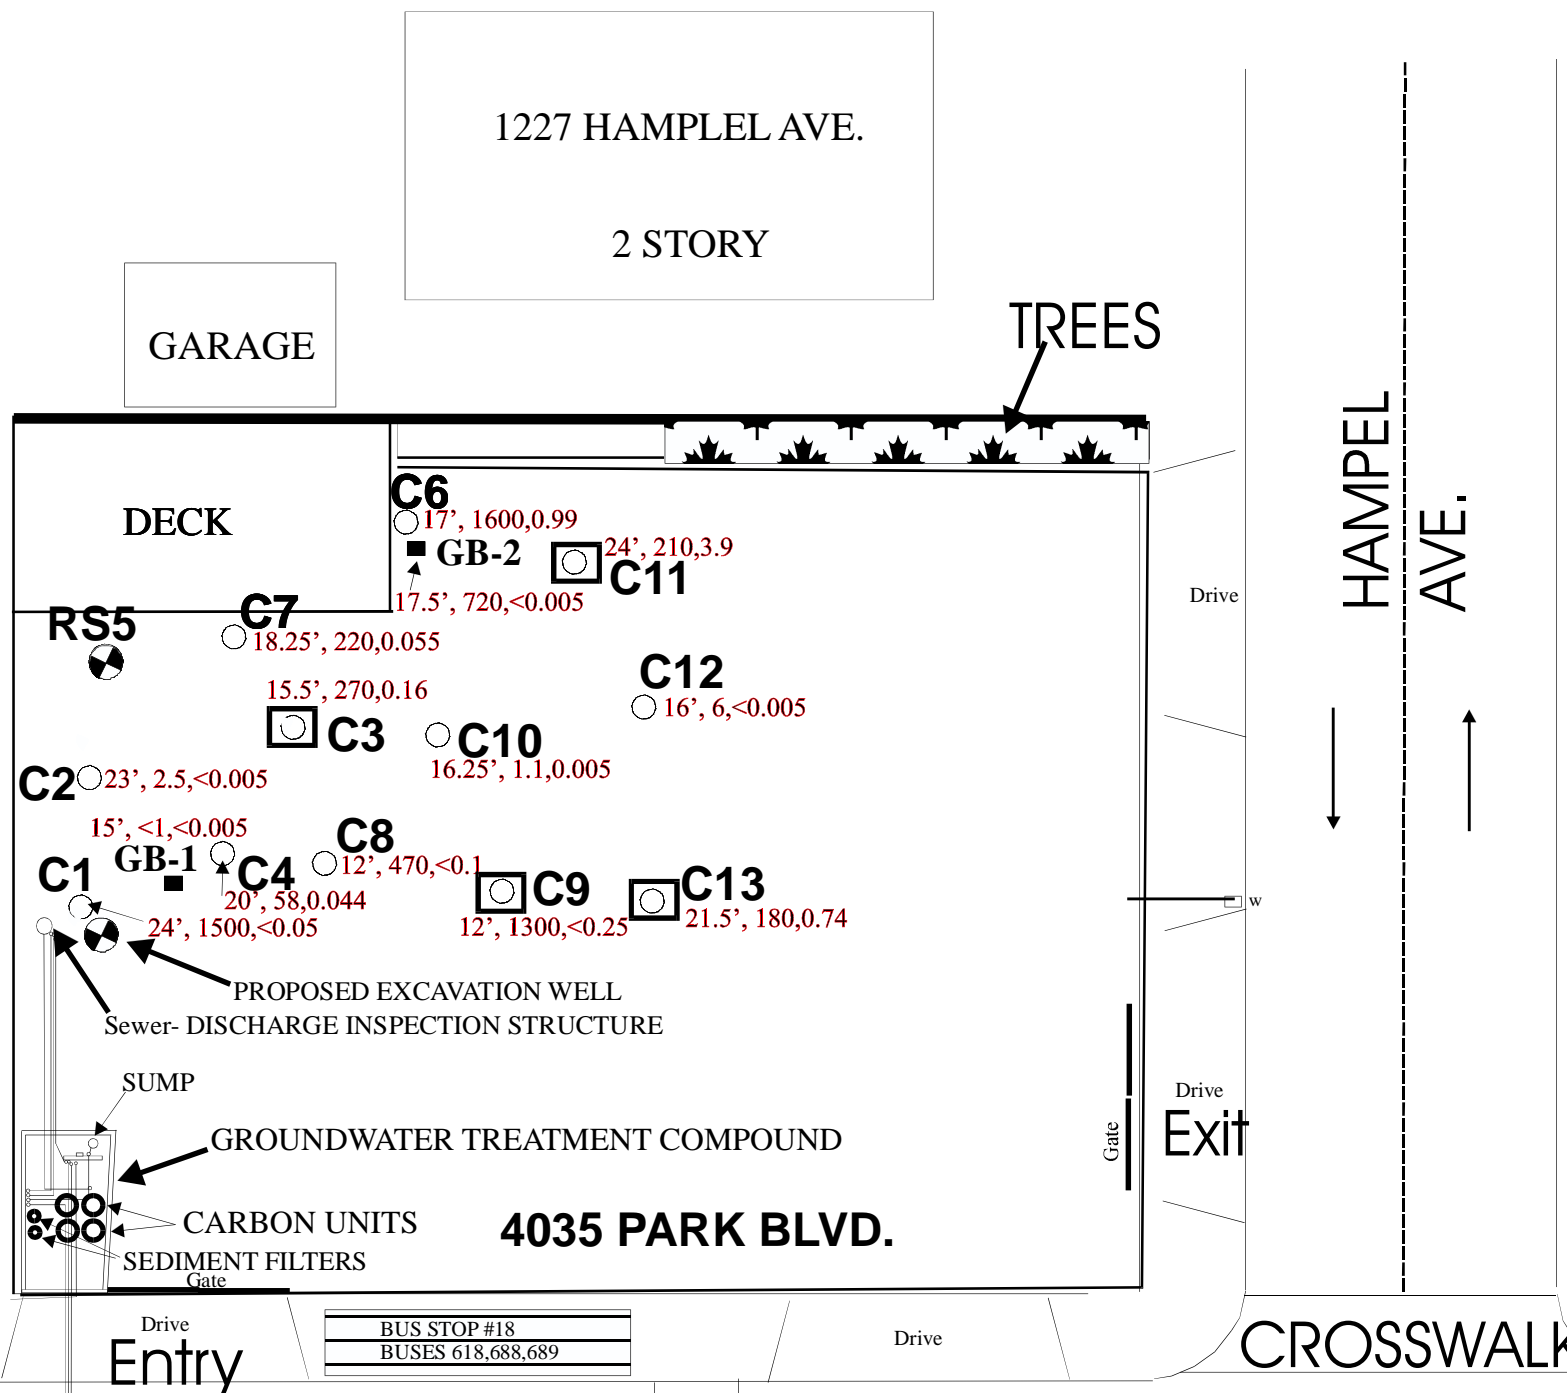 1227 HAMPLEL AVE.
2 STORY
GARAGE
TREES
HAMPEL
AVE.
DECK
C6
17’, 1600,0.99
GB-2
24’, 210,3.9
C11
17.5’, 720,<0.005
Drive
RS5
C7
18.25’, 220,0.055
C12
15.5’, 270,0.16
16’, 6,<0.005
C3
C10
16.25’, 1.1,0.005
C2
23’, 2.5,<0.005
15’, <1,<0.005
C8
GB-1
12’, 470,<0.1
C1
C4
C9
C13
20’, 58,0.044
24’, 1500,<0.05
12’, 1300,<0.25
21.5’, 180,0.74
w
PROPOSED EXCAVATION WELL
Sewer- DISCHARGE INSPECTION STRUCTURE
SUMP
Drive
Exit
Gate
GROUNDWATER TREATMENT COMPOUND
CARBON UNITS
4035 PARK BLVD.
SEDIMENT FILTERS
Gate
Drive
Entry
BUS STOP #18
BUSES 618,688,689
Drive
CROSSWALK